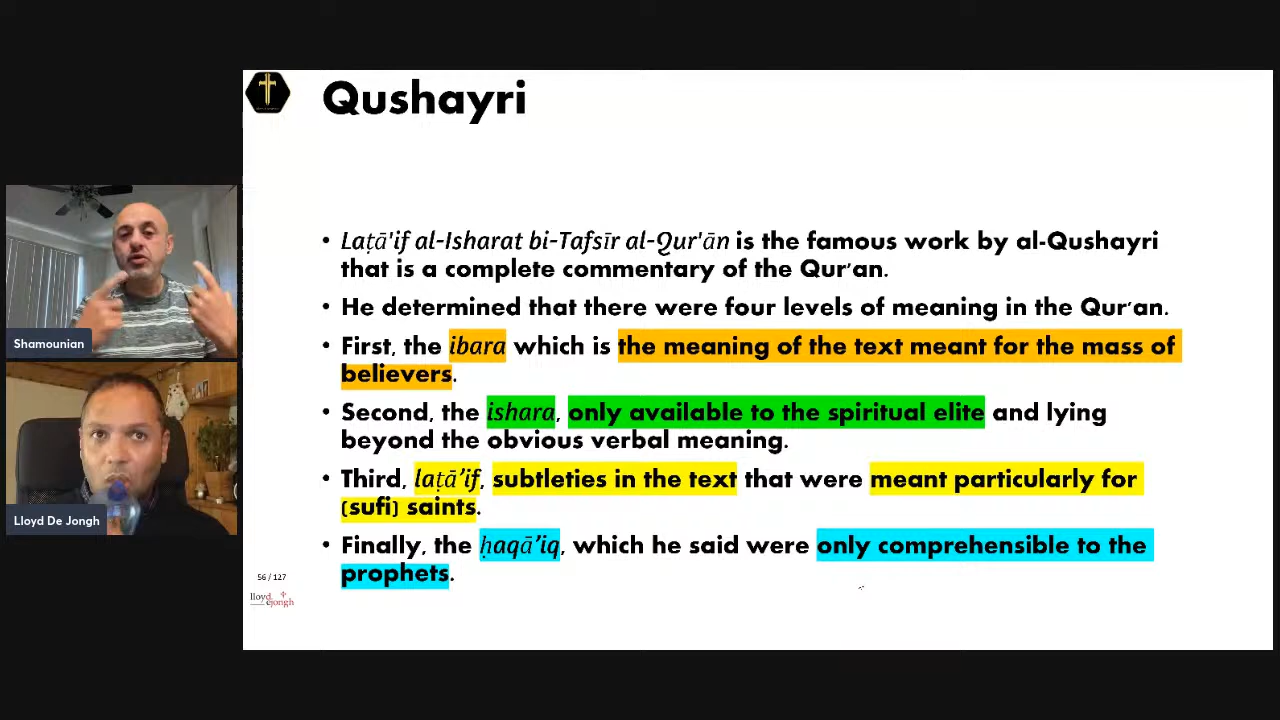 Qushayri
• Laṭā'if al-Isharat bi-Tafsīr al-Qur'ān is the famous work by al-Qushayri
that is a complete commentary of the Qur'an.
• He determined that there were four levels of meaning in the Qur'an.
• First, the ibara which is the meaning of the text meant for the mass of
believers.
• Second, the ishara, only available to the spiritual elite and lying
beyond the obvious verbal meaning.
• Third, laṭā'if, subtleties in the text that were meant particularly for
(sufi) saints.
• Finally, the ḥaqā'iq, which he said were only comprehensible to the
prophets.
Shamounian
Lloyd De Jongh
56 / 127
lloyd
dejongh